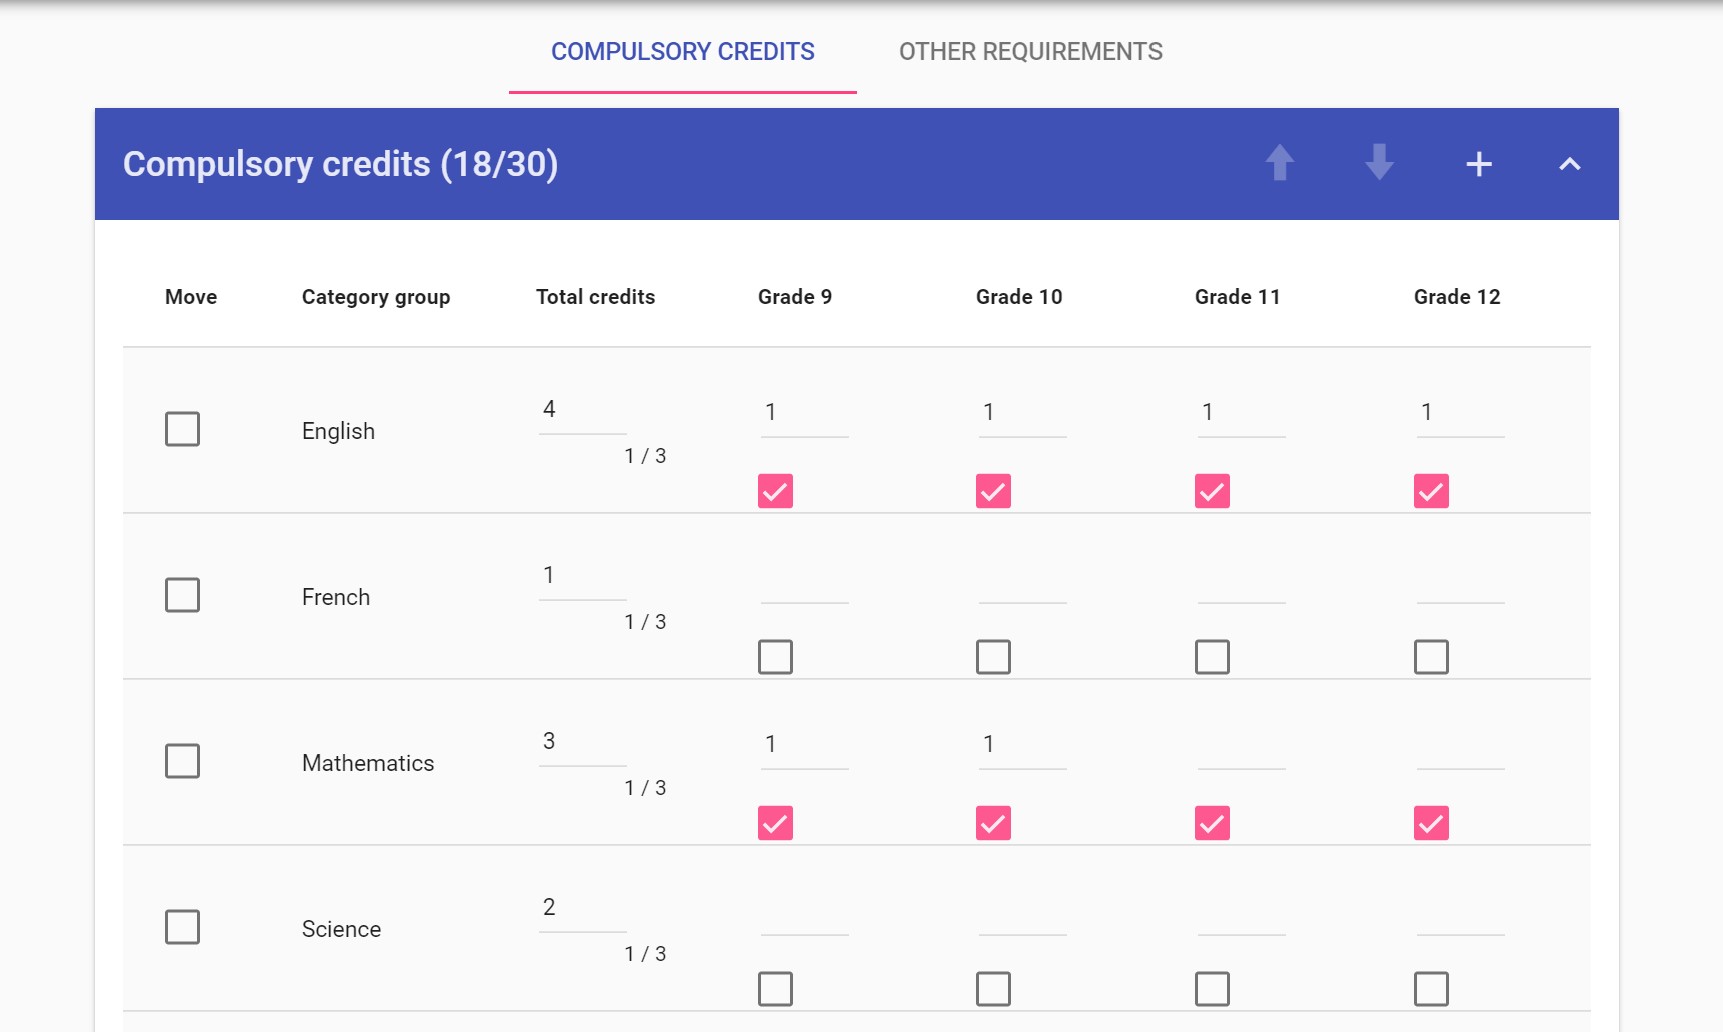 COMPULSORY CREDITS OTHER REQUIREMENTS
Compulsory credits (18/30)
Move Category group Total credits Grade 9 Grade 10 Grade 11 Grade 12
English 4 1 1 1 1
1 / 3
French 1
1 / 3
Mathematics 3 1 1
1 / 3
Science 2
1 / 3